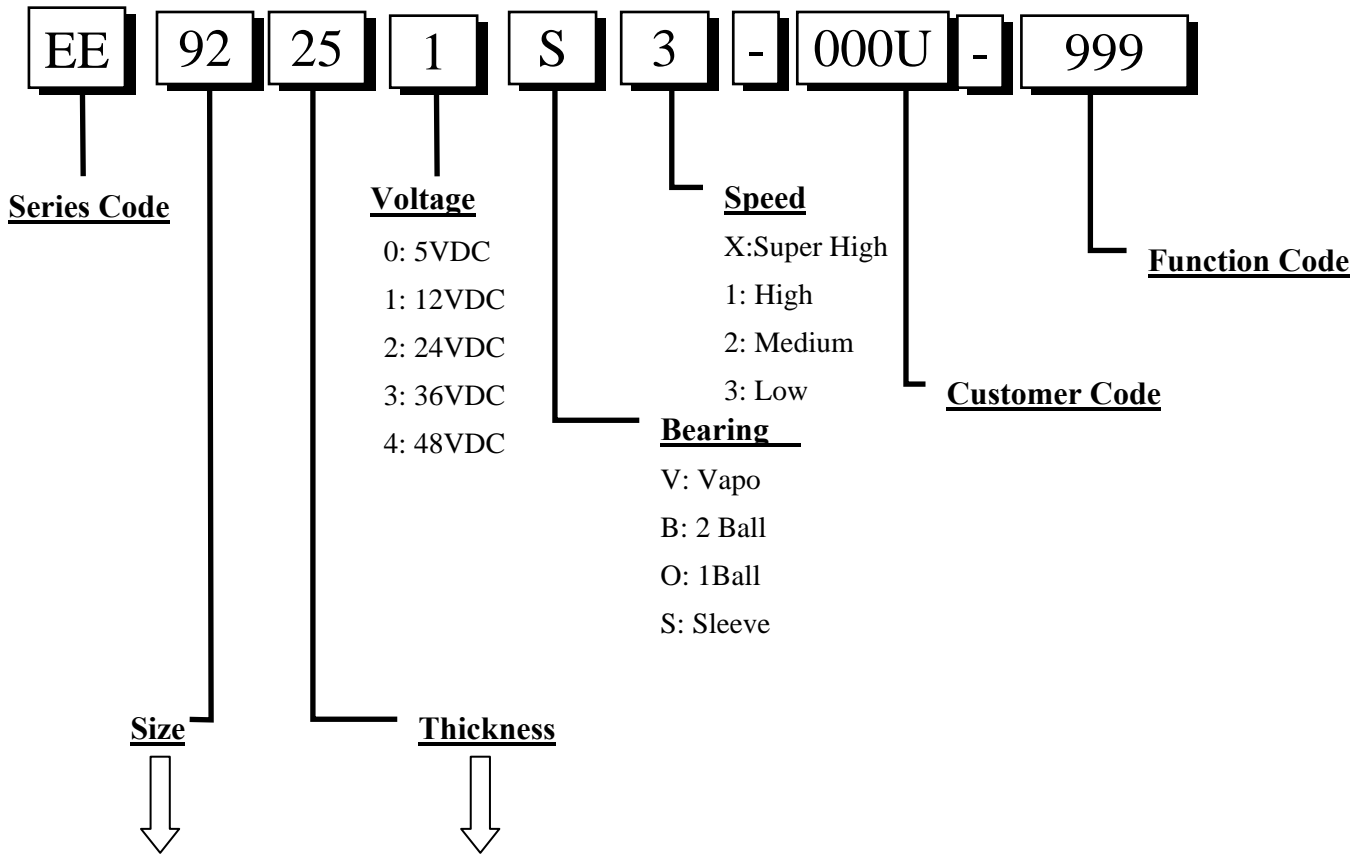 EE 92 25 1 S 3 - 000U - 999
Series Code
Voltage
0: 5VDC
1: 12VDC
2: 24VDC
3: 36VDC
4: 48VDC
Speed
X:Super High
1: High
2: Medium
3: Low
Function Code
Customer Code
Bearing
V: Vapo
B: 2 Ball
O: 1Ball
S: Sleeve
Size
Thickness